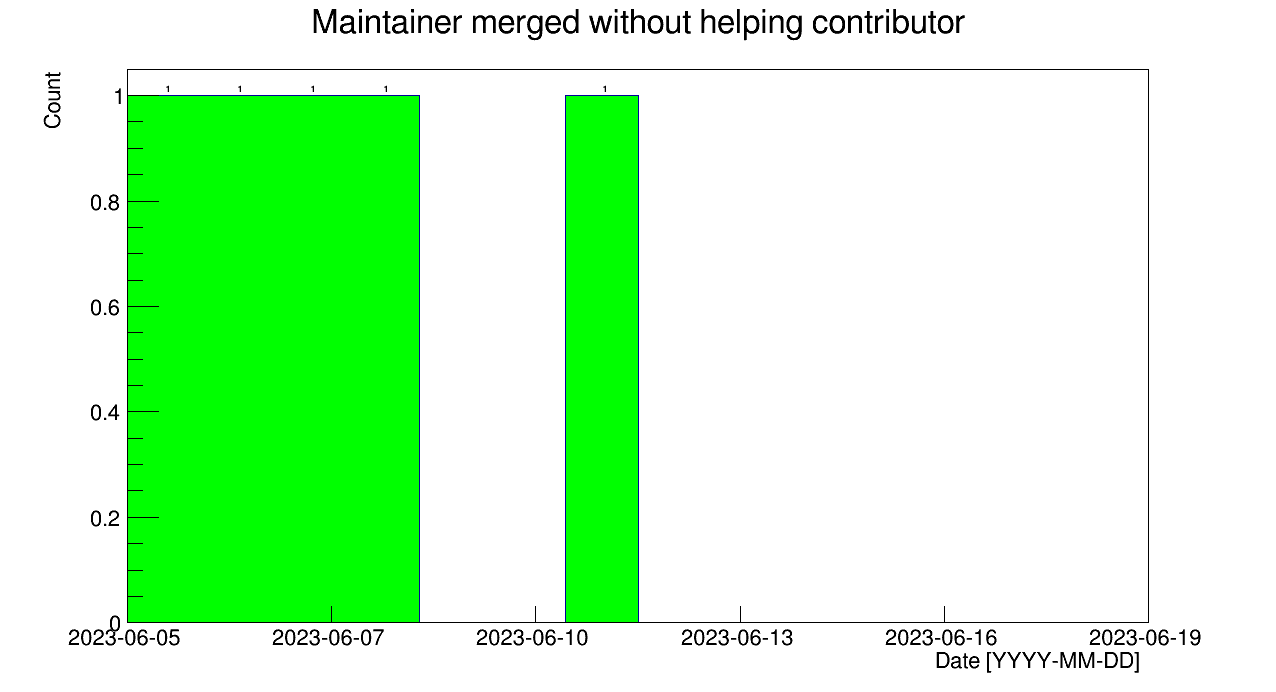 Maintainer merged without helping contributor
Count
1 1 1 1 1
1
0.8
0.6
0.4
0.2
0
2023-06-05 2023-06-07 2023-06-10 2023-06-13 2023-06-16 2023-06-19
Date [YYYY-MM-DD]